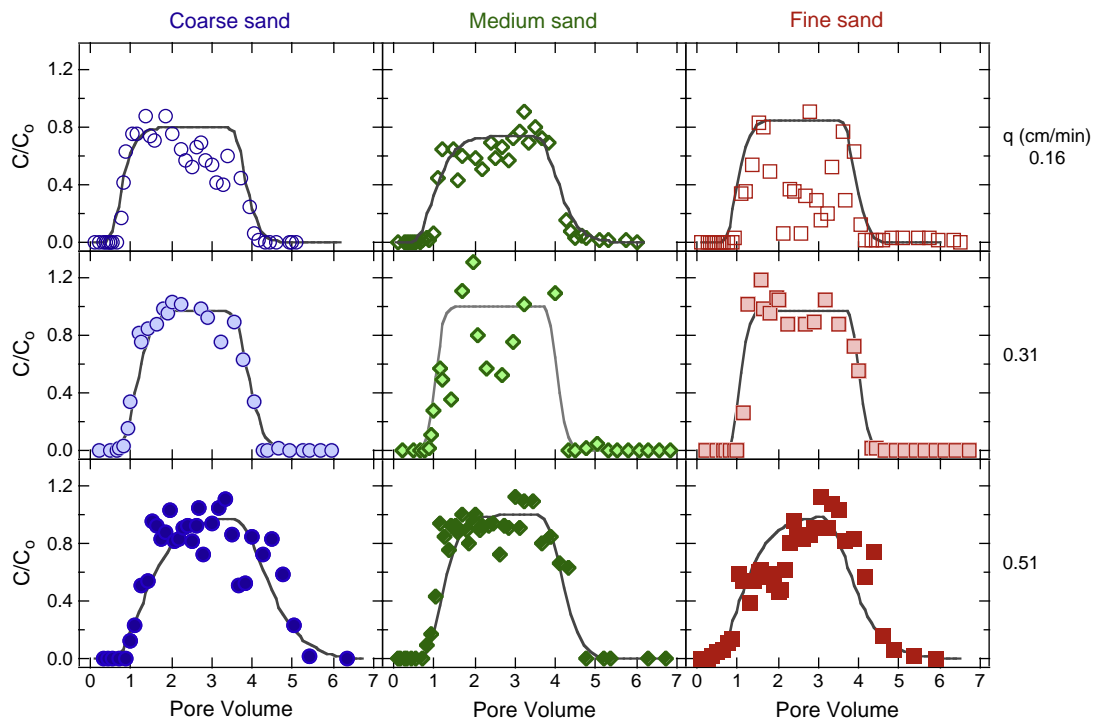 Coarse sand Medium sand Fine sand
1.2
0.8
0.4
0.0
C/Co
q (cm/min)
0.16
1.2
0.8
0.4
0.0
C/Co
0.31
1.2
0.8
0.4
0.0
C/Co
0.51
0 1 2 3 4 5 6 7 0 1 2 3 4 5 6 7 0 1 2 3 4 5 6 7
Pore Volume Pore Volume Pore Volume